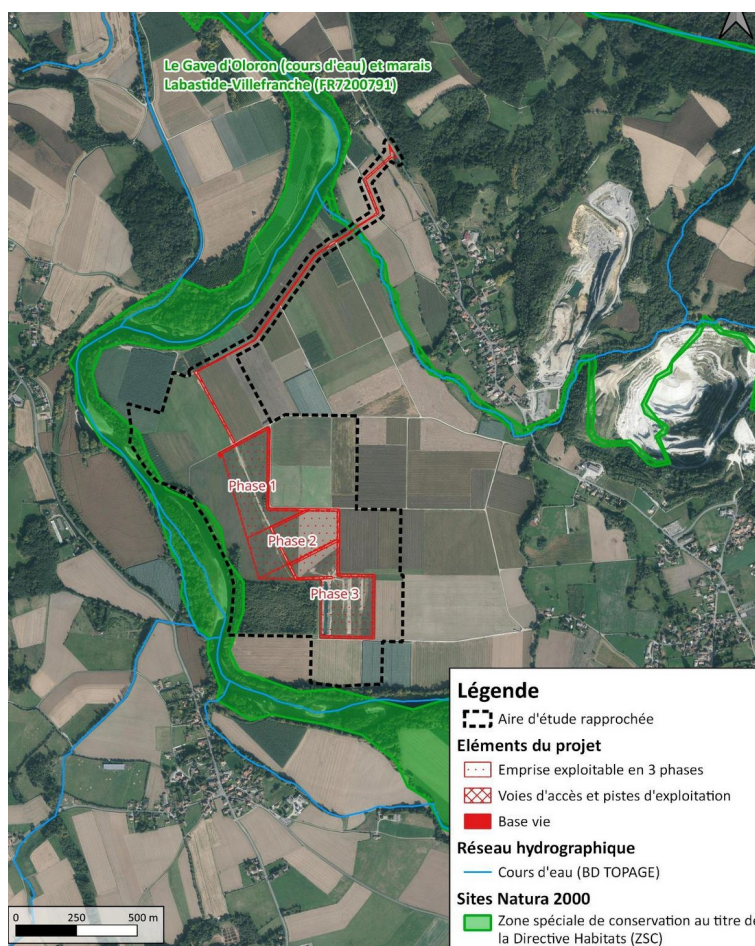 Le Gave d'Oloron (cours d'eau) et marais
Labastide-Villefranche (FR7200791)
Phase 1
Phase 2
Phase 3
Légende
Aire d'étude rapprochée
Eléments du projet
Emprise exploitable en 3 phases
Voies d'accès et pistes d'exploitation
Base vie
Réseau hydrographique
Cours d'eau (BD TOPAGE)
Sites Natura 2000
Zone spéciale de conservation au titre de
la Directive Habitats (ZSC)
0 250 500 m